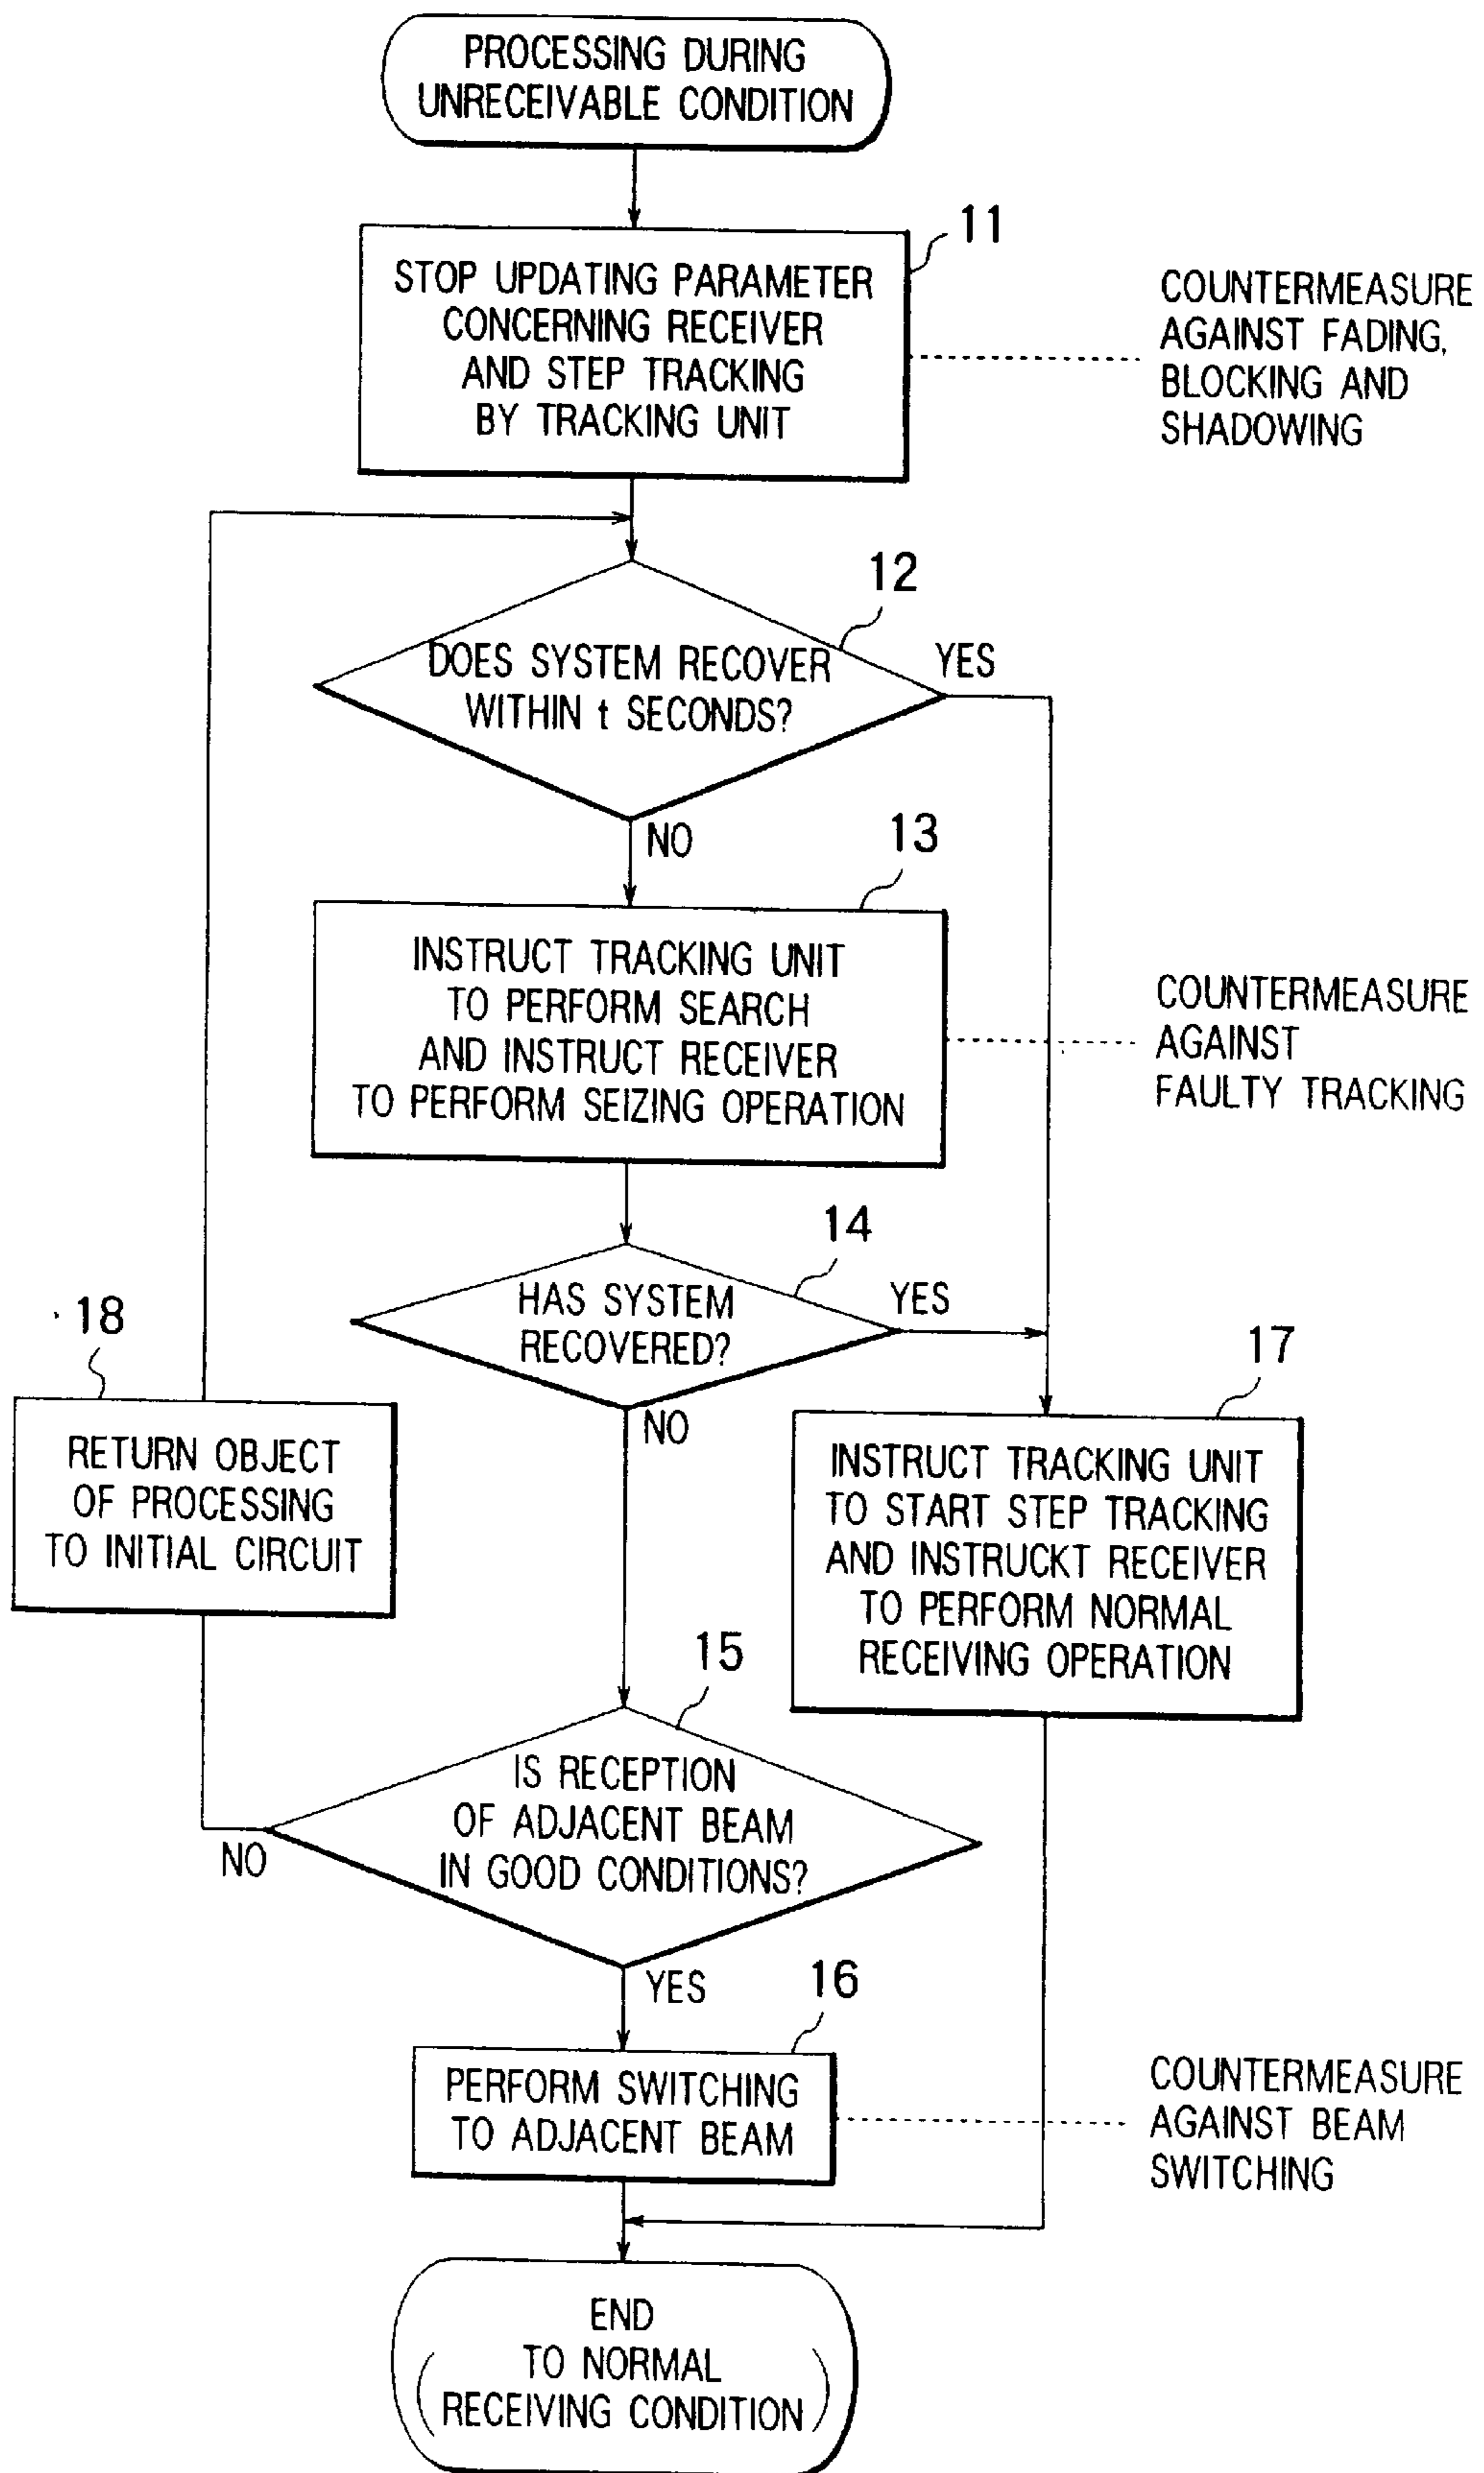 PROCESSING DURING
UNRECEIVABLE CONDITION
11
STOP UPDATING PARAMETER
CONCERNING RECEIVER
AND STEP TRACKING
BY TRACKING UNIT
COUNTERMEASURE
AGAINST FADING,
BLOCKING AND
SHADOWING
12
DOES SYSTEM RECOVER
WITHIN t SECONDS?
YES
NO
13
INSTRUCT TRACKING UNIT
TO PERFORM SEARCH
AND INSTRUCT RECEIVER
TO PERFORM SEIZING OPERATION
COUNTERMEASURE
AGAINST
FAULTY TRACKING
14
HAS SYSTEM
RECOVERED?
YES
NO
18
RETURN OBJECT
OF PROCESSING
TO INITIAL CIRCUIT
17
INSTRUCT TRACKING UNIT
TO START STEP TRACKING
AND INSTRUCKT RECEIVER
TO PERFORM NORMAL
RECEIVING OPERATION
15
IS RECEPTION
OF ADJACENT BEAM
IN GOOD CONDITIONS?
NO
YES
16
PERFORM SWITCHING
TO ADJACENT BEAM
COUNTERMEASURE
AGAINST BEAM
SWITCHING
END
( TO NORMAL
RECEIVING CONDITION )